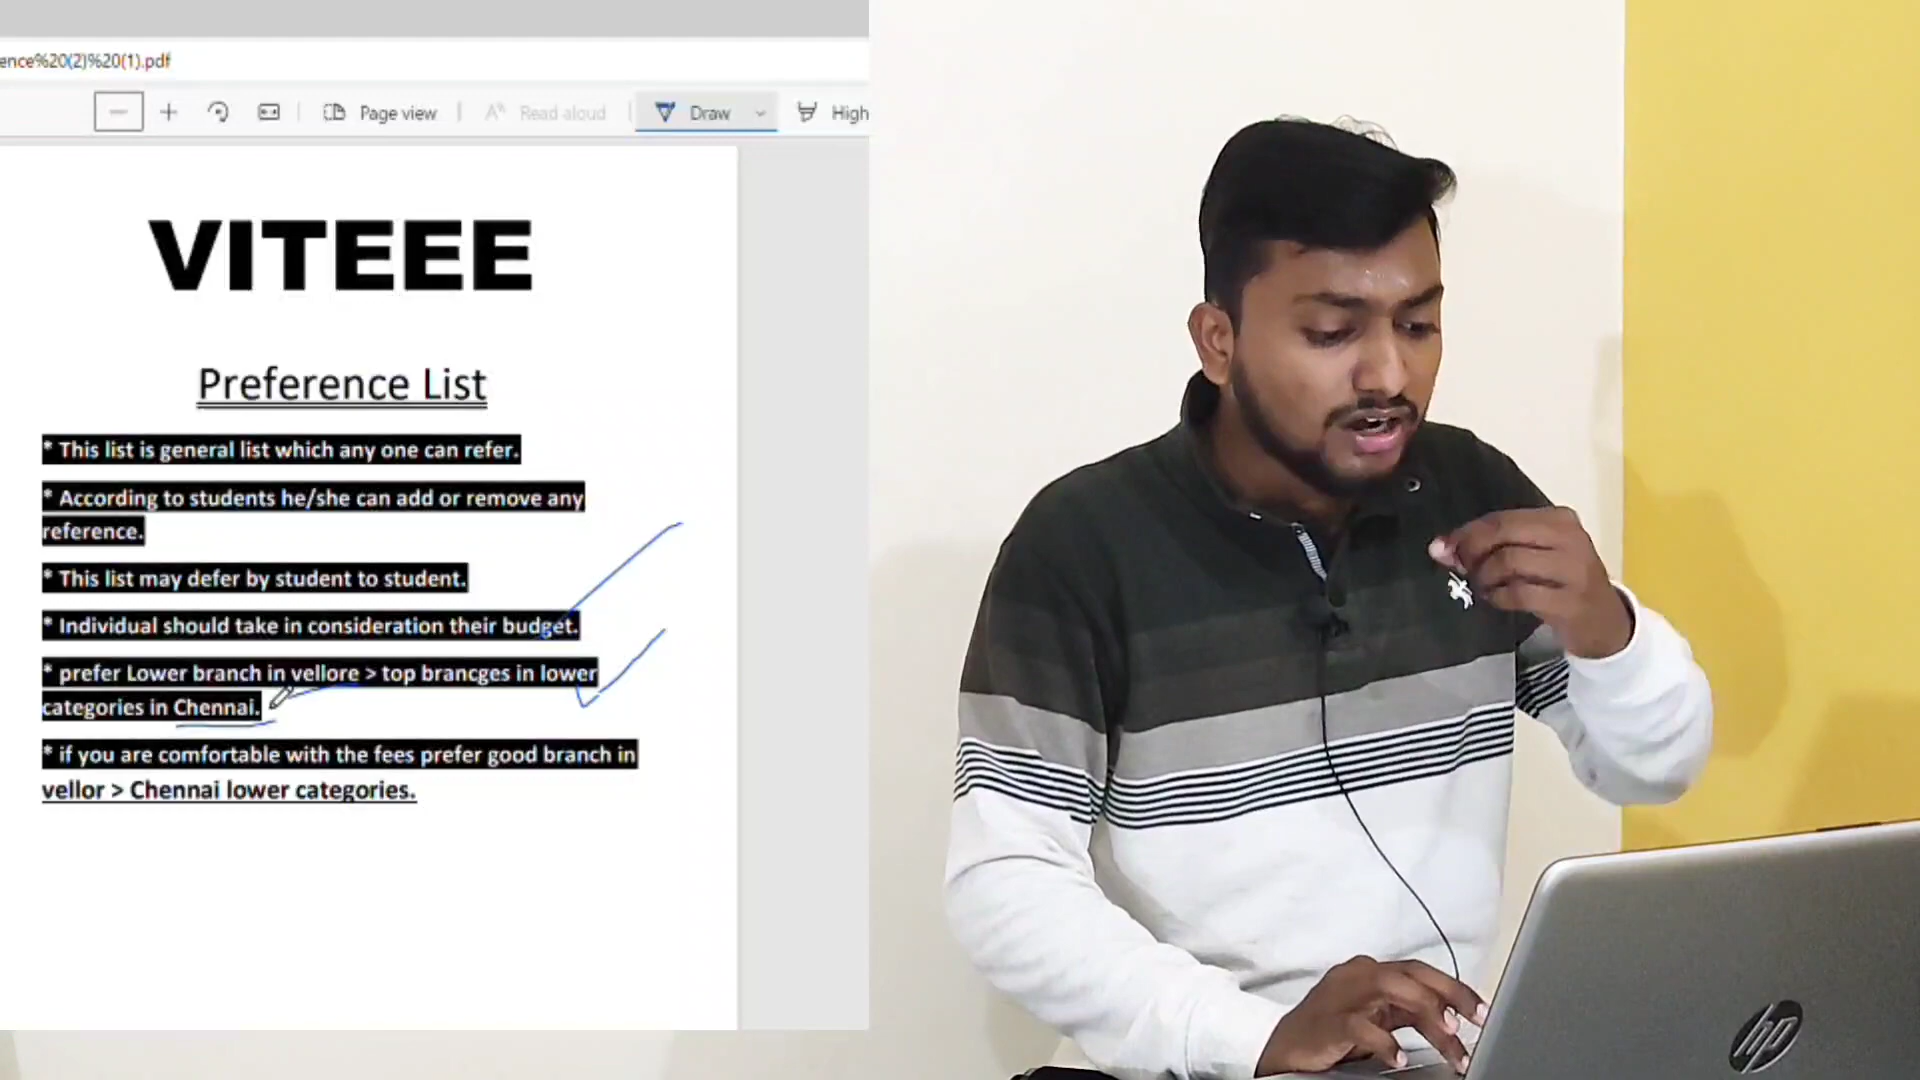 ence%20(2)%20(1).pdf
Page view
Read aloud
Draw
High
VITEEE
Preference List
* This list is general list which any one can refer.
* According to students he/she can add or remove any
reference.
* This list may defer by student to student.
* Individual should take in consideration their budget.
* prefer Lower branch in vellore > top brancges in lower
categories in Chennai.
* if you are comfortable with the fees prefer good branch in
vellor > Chennai lower categories.
hp